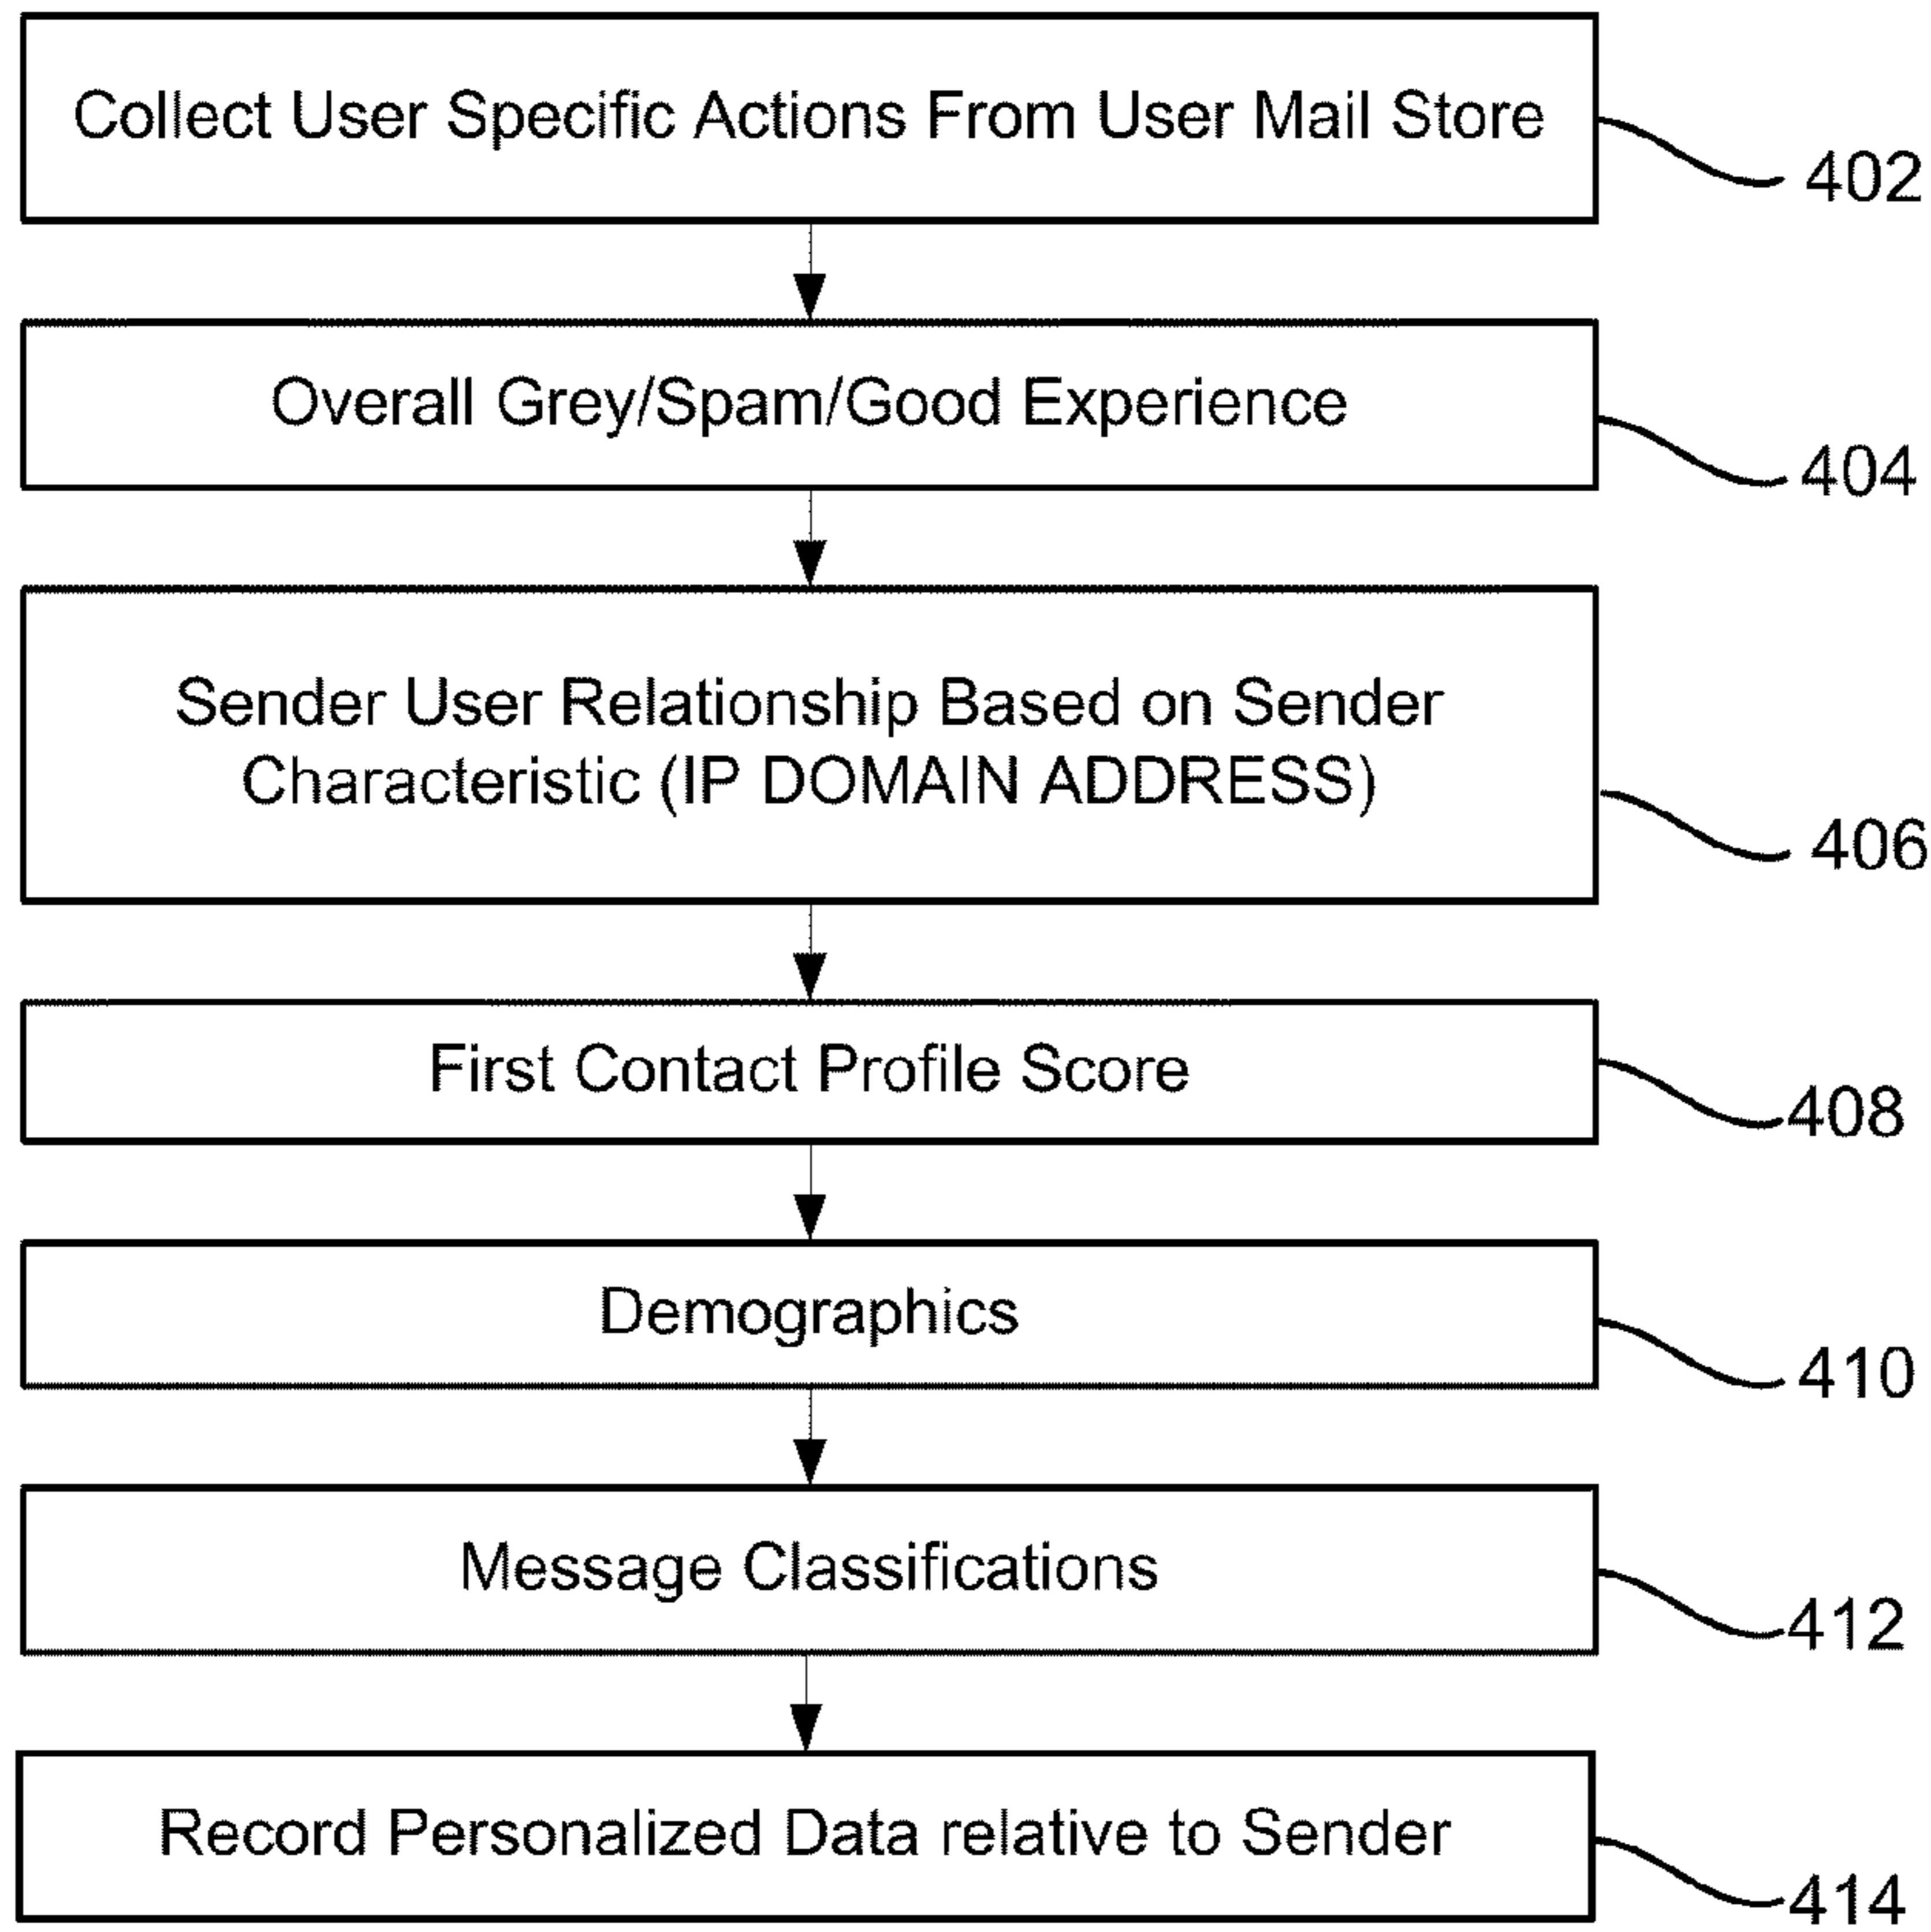 Collect User Specific Actions From User Mail Store
402
Overall Grey/Spam/Good Experience
404
Sender User Relationship Based on Sender
Characteristic (IP DOMAIN ADDRESS)
406
First Contact Profile Score
408
Demographics
410
Message Classifications
412
Record Personalized Data relative to Sender
414